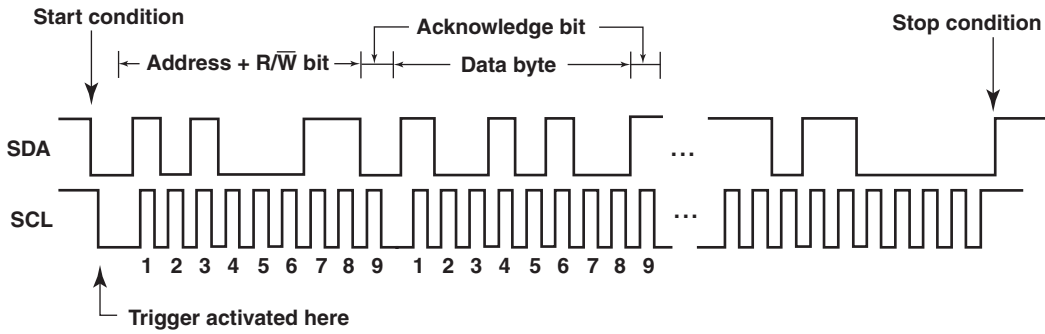 Start condition
Acknowledge bit
Stop condition
Address + R/W̅ bit
Data byte
SDA
...
SCL
...
1 2 3 4 5 6 7 8 9 1 2 3 4 5 6 7 8 9
Trigger activated here